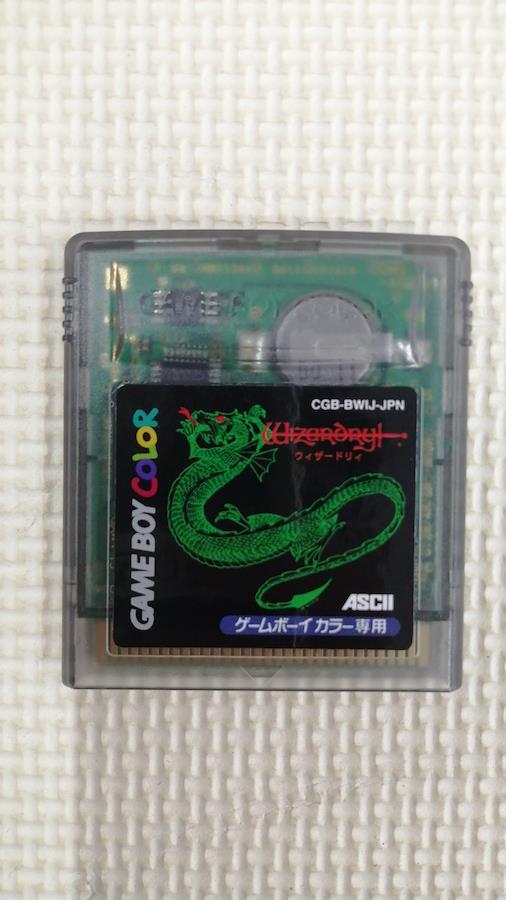 CGB-BWIJ-JPN
Wizardry I
ウィザードリィ
GAME BOY COLOR
ASCII
ゲームボーイカラー専用